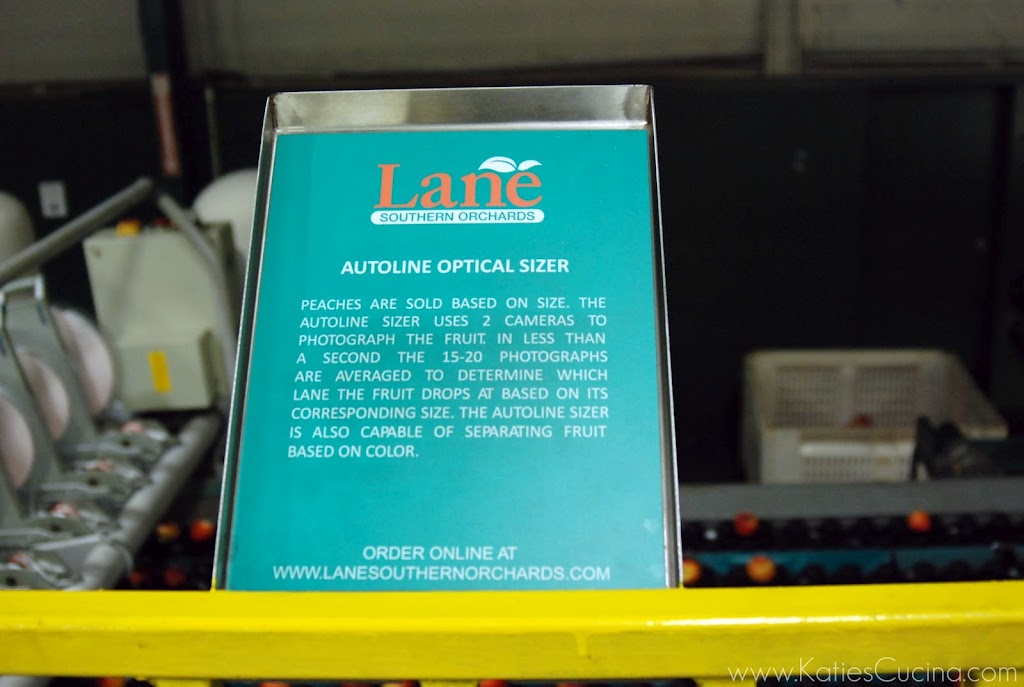 Lane
SOUTHERN ORCHARDS
AUTOLINE OPTICAL SIZER
PEACHES ARE SOLD BASED ON SIZE. THE
AUTOLINE SIZER USES 2 CAMERAS TO
PHOTOGRAPH THE FRUIT. IN LESS THAN
A SECOND THE 15-20 PHOTOGRAPHS
ARE AVERAGED TO DETERMINE WHICH
LANE THE FRUIT DROPS AT BASED ON ITS
CORRESPONDING SIZE. THE AUTOLINE SIZER
IS ALSO CAPABLE OF SEPARATING FRUIT
BASED ON COLOR.
ORDER ONLINE AT
WWW.LANESOUTHERNORCHARDS.COM
www.KatiesCucina.com